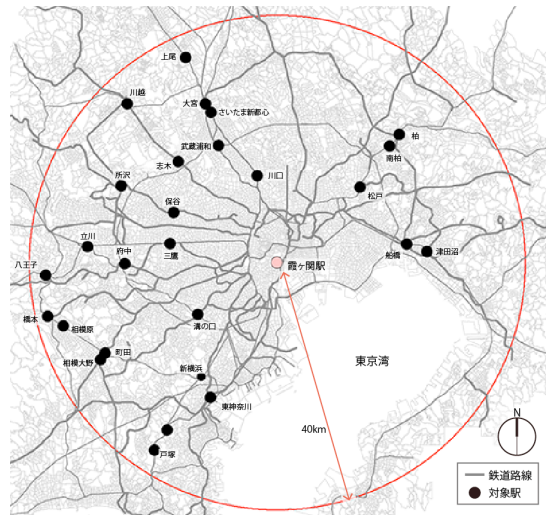 上尾
川越
大宮
さいたま新都心
柏
武蔵浦和
南柏
志木
川口
所沢
松戸
保谷
立川
府中
三鷹
船橋
津田沼
八王子
霞ヶ関駅
橋本
相模原
溝の口
町田
相模大野
新横浜
東京湾
東神奈川
40km
戸塚
N
鉄道路線
対象駅